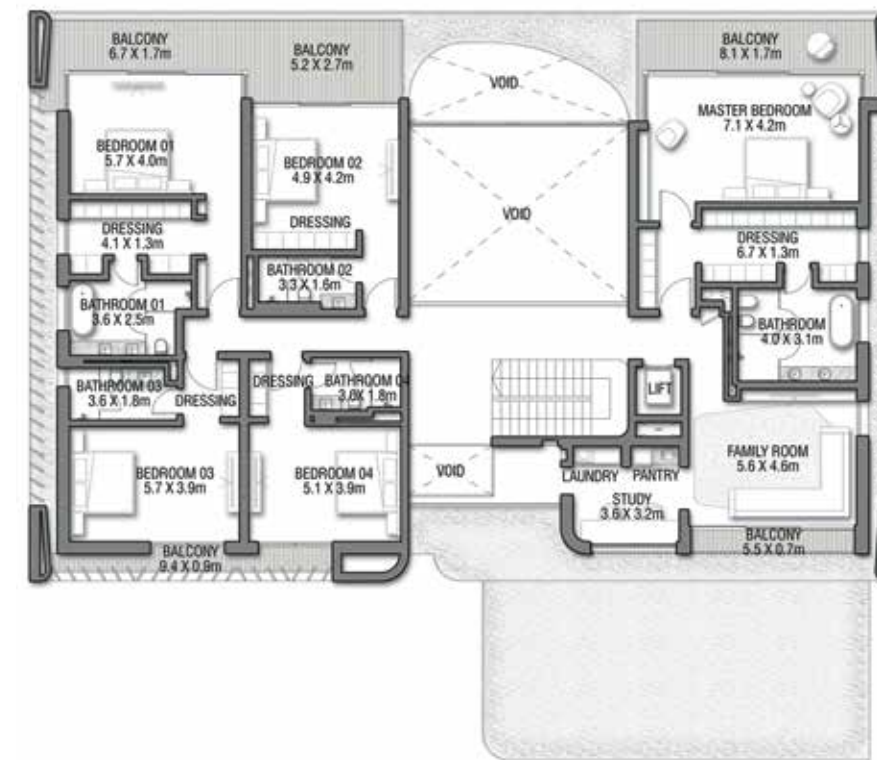 BALCONY
6.7 X 1.7m
BALCONY
5.2 X 2.7m
VOID
BALCONY
8.1 X 1.7m
MASTER BEDROOM
7.1 X 4.2m
BEDROOM 01
5.7 X 4.0m
BEDROOM 02
4.9 X 4.2m
DRESSING
VOID
DRESSING
4.1 X 1.3m
DRESSING
6.7 X 1.3m
BATHROOM 02
3.3 X 1.6m
BATHROOM 01
3.6 X 2.5m
BATHROOM
4.0 X 3.1m
BATHROOM 03
3.6 X 1.8m
DRESSING
DRESSING
BATHROOM 04
3.6 X 1.8m
LIFT
BEDROOM 03
5.7 X 3.9m
BEDROOM 04
5.1 X 3.9m
VOID
LAUNDRY
PANTRY
STUDY
3.6 X 3.2m
FAMILY ROOM
5.6 X 4.6m
BALCONY
9.4 X 0.9m
BALCONY
5.5 X 0.7m